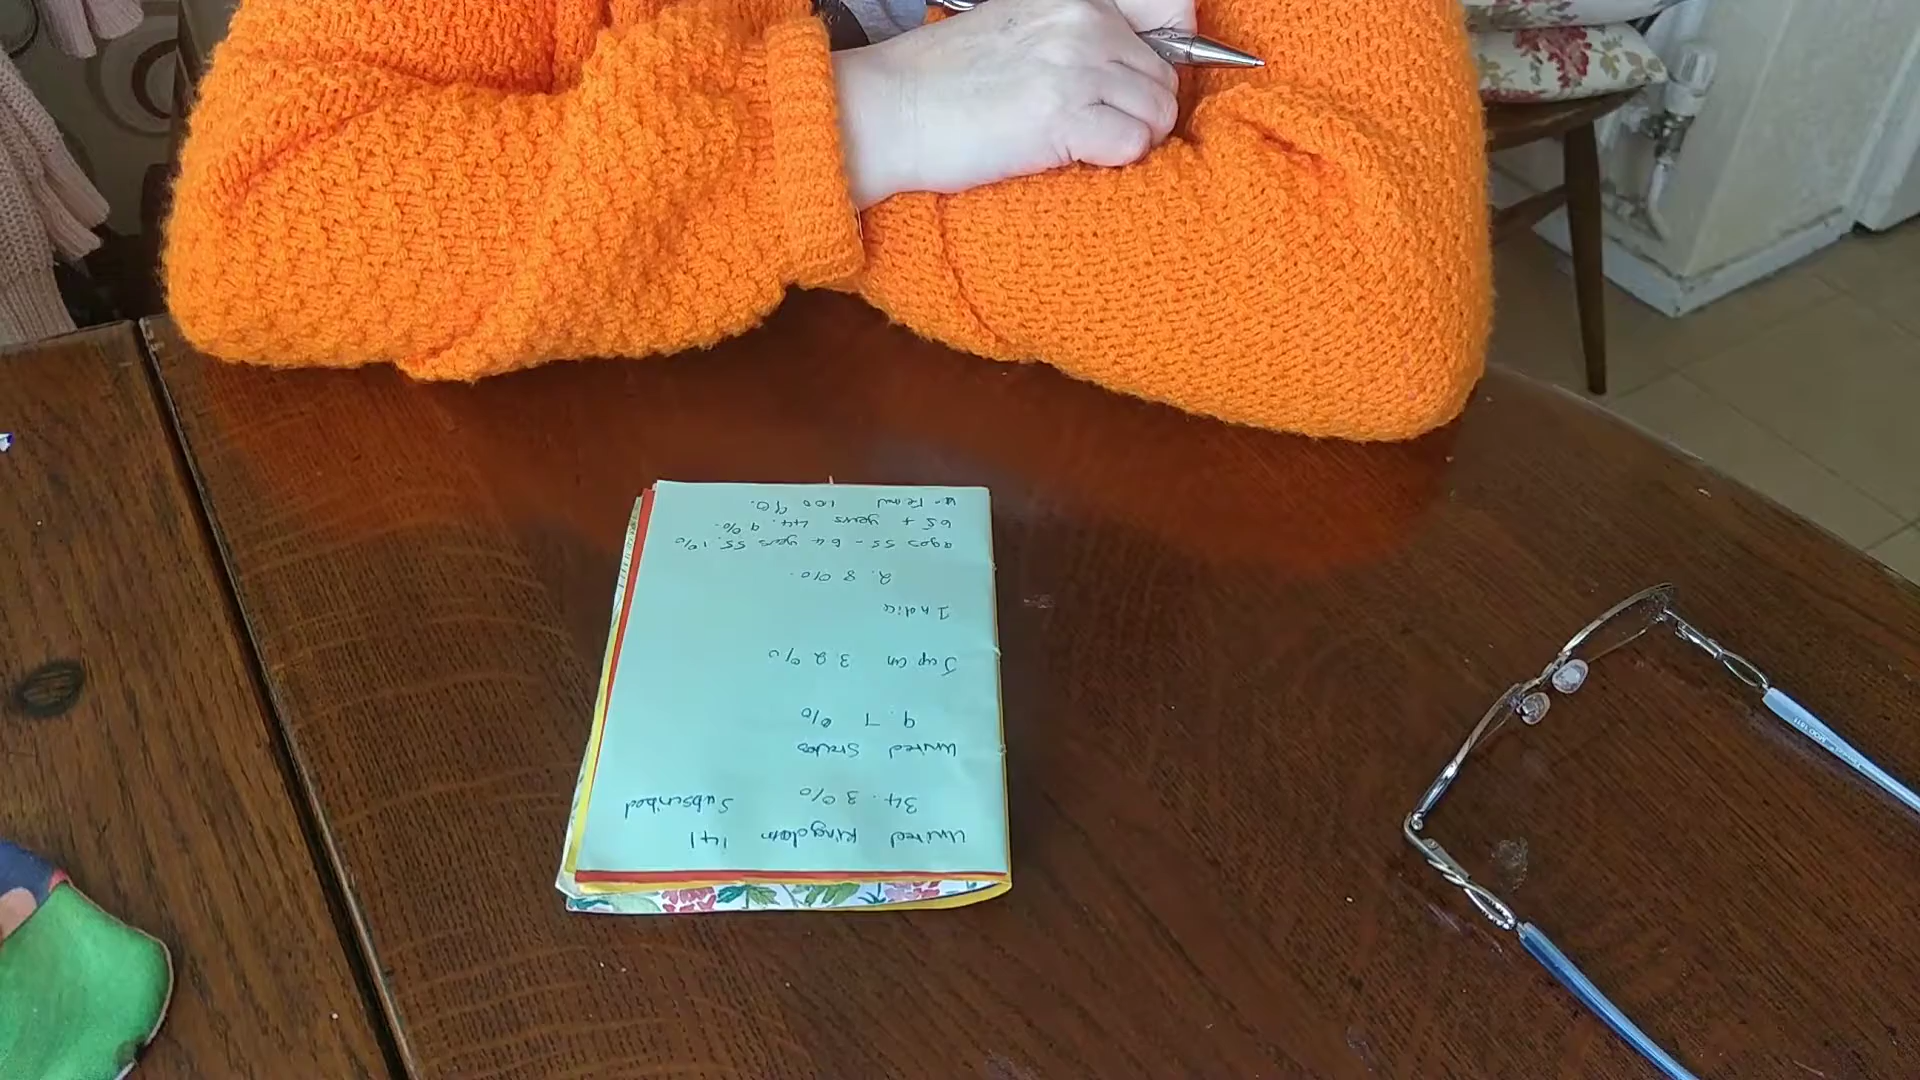 United Kingdom 141
34.3% Subscribed
United States
9.7%
Japan 3.2%
India
2.8%
ages 55-64 years 55.1%
65+ years 44.9%.
100%.